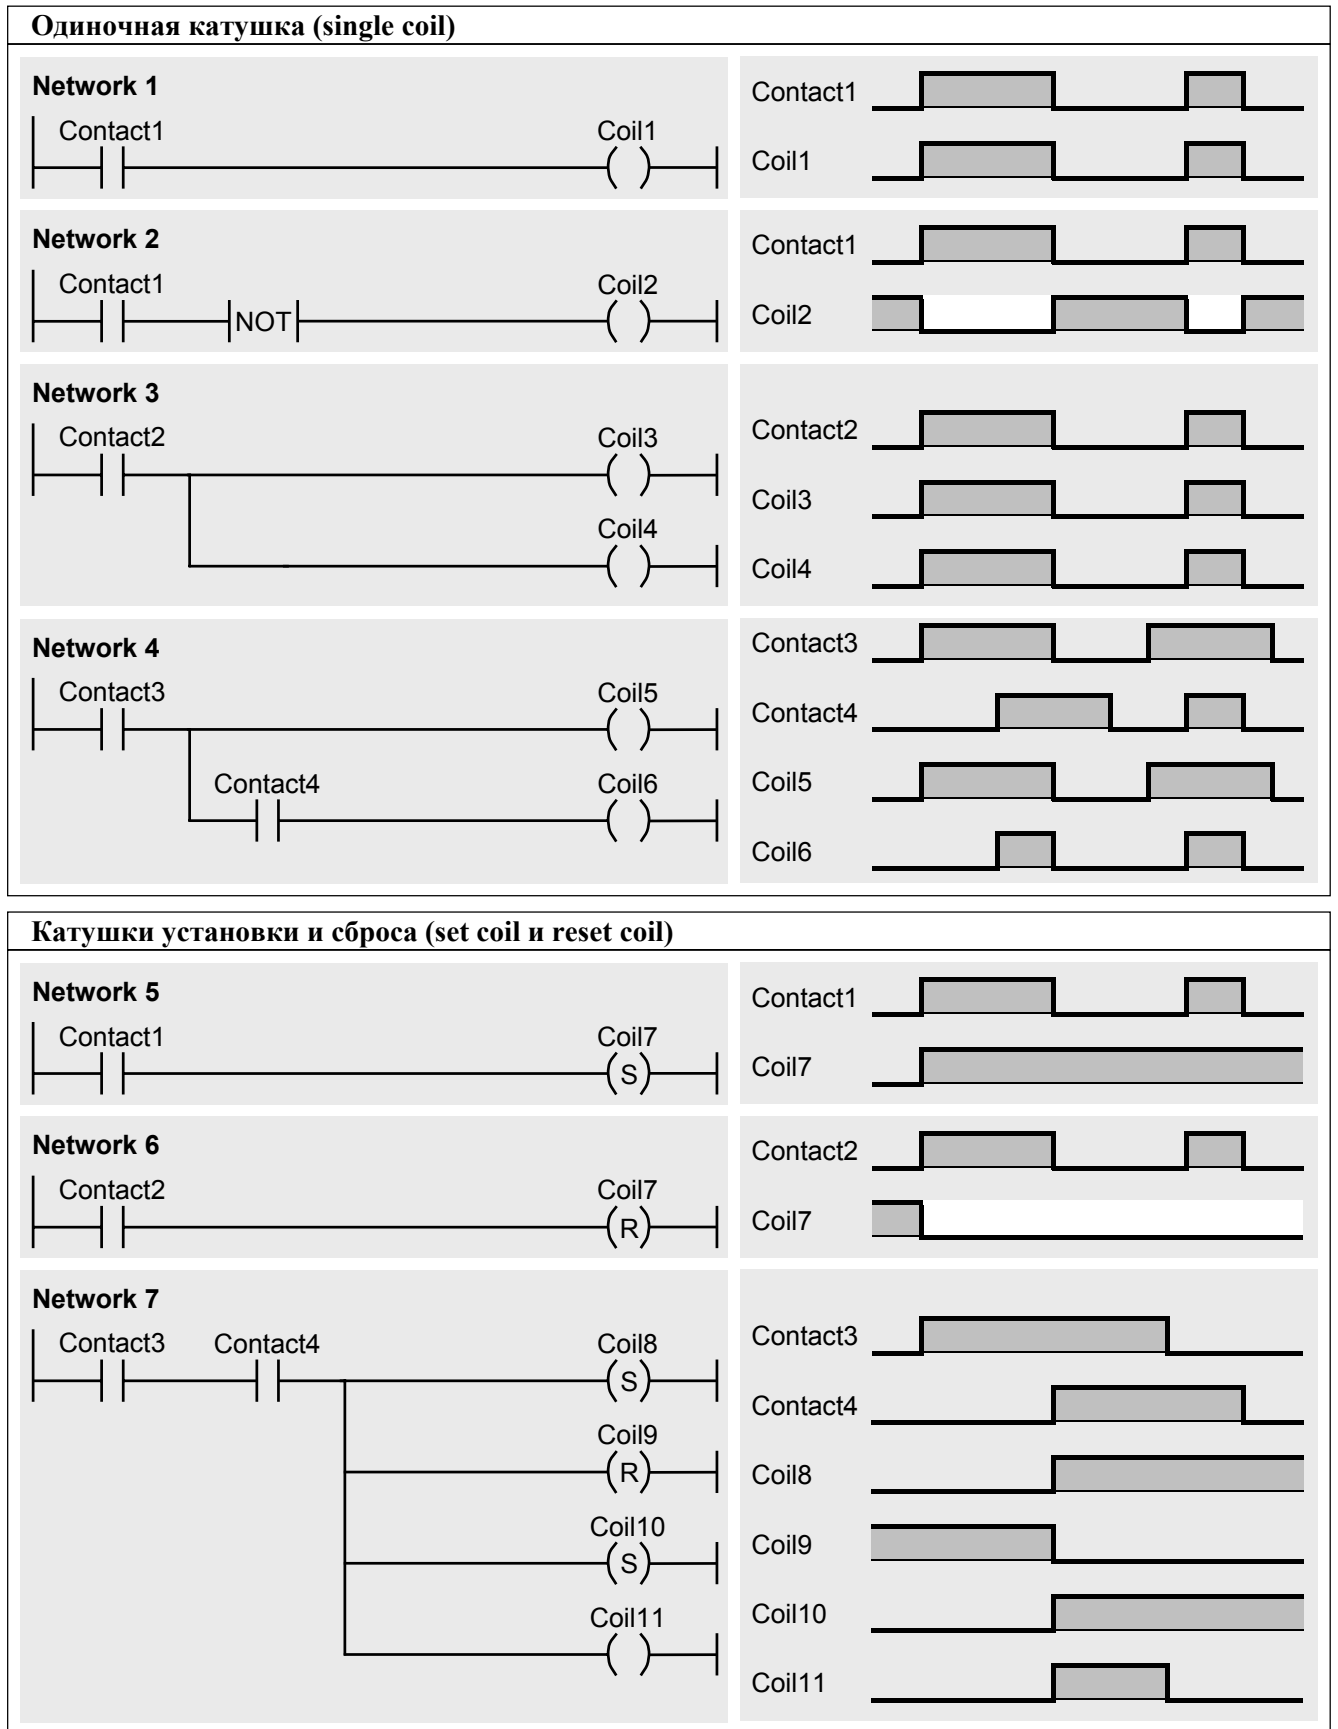 Одиночная катушка (single coil)
Network 1
Contact1 Coil1
Contact1
Coil1
Network 2
Contact1 Coil2
NOT
Contact1
Coil2
Network 3
Contact2 Coil3
Coil4
Contact2
Coil3
Coil4
Network 4
Contact3 Coil5
Contact4 Coil6
Contact3
Contact4
Coil5
Coil6
Катушки установки и сброса (set coil и reset coil)
Network 5
Contact1 Coil7
S
Contact1
Coil7
Network 6
Contact2 Coil7
R
Contact2
Coil7
Network 7
Contact3 Contact4 Coil8
S
Coil9
R
Coil10
S
Coil11
Contact3
Contact4
Coil8
Coil9
Coil10
Coil11